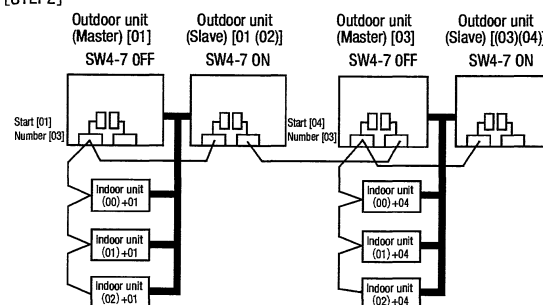 [STEP2]
Outdoor unit
(Master) [01]
SW4-7 OFF
Outdoor unit
(Slave) [01 (02)]
SW4-7 ON
Outdoor unit
(Master) [03]
SW4-7 OFF
Outdoor unit
(Slave) [(03)(04)]
SW4-7 ON
Start [01]
Number [03]
Start [04]
Number [03]
Indoor unit
(00)+01
Indoor unit
(01)+01
Indoor unit
(02)+01
Indoor unit
(00)+04
Indoor unit
(01)+04
Indoor unit
(02)+04